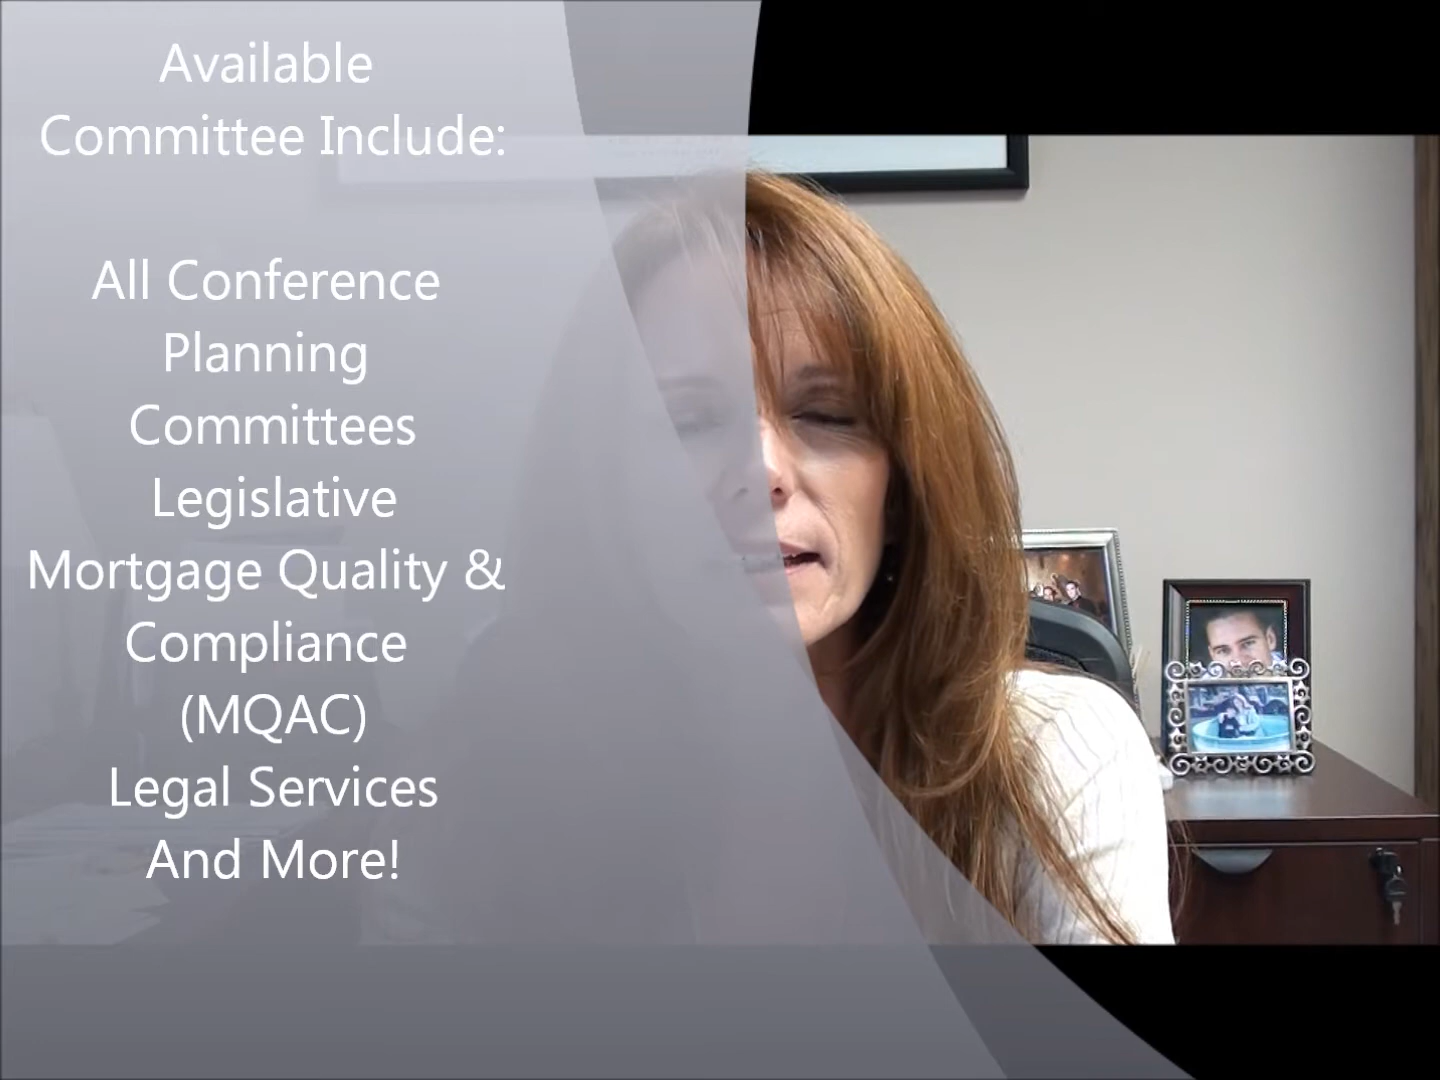 Available
Committee Include:
All Conference
Planning
Committees
Legislative
Mortgage Quality &
Compliance
(MQAC)
Legal Services
And More!